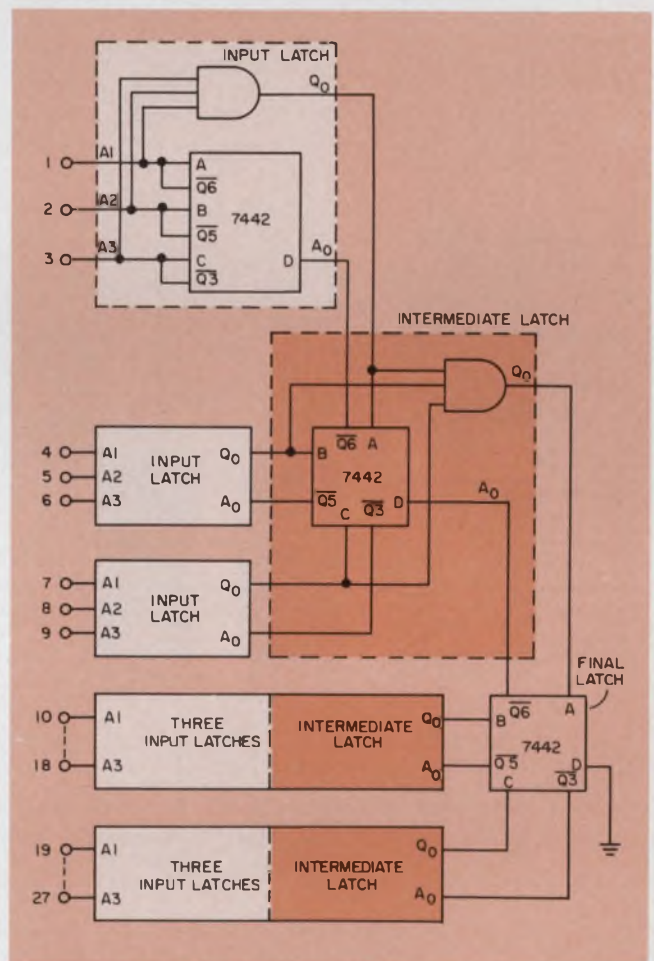 INPUT LATCH
Q0
1 A1 A
Q6
2 A2 B 7442
Q5
3 A3 C D A0
Q3
INTERMEDIATE LATCH
Q0
Q6 A
4 A1 Q0 B
5 A2 INPUT LATCH 7442
6 A3 A0 Q5 D A0
C Q3
7 A1 Q0
8 A2 INPUT LATCH
9 A3 A0
FINAL LATCH
10 A1 THREE INPUT LATCHES INTERMEDIATE LATCH Q0 B Q6 A
7442
18 A3 A0 Q5 D
C Q3
19 A1 THREE INPUT LATCHES INTERMEDIATE LATCH Q0
27 A3 A0